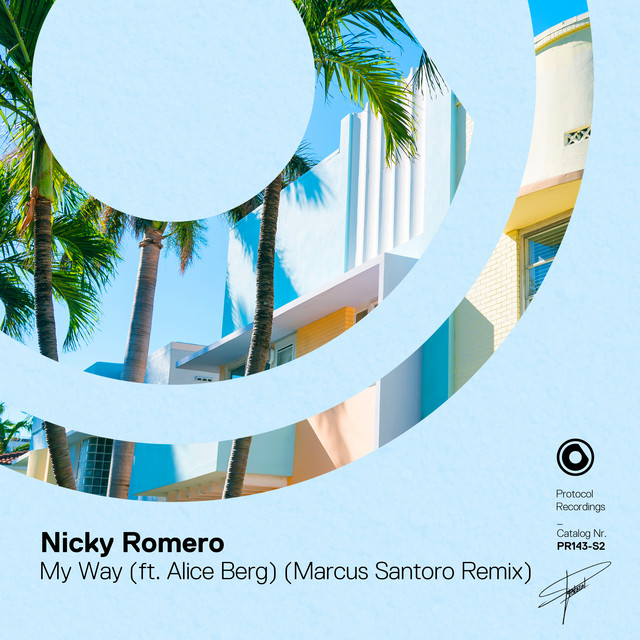 Protocol
Recordings
–
Catalog Nr.
PR143-S2
Nicky Romero
My Way (ft. Alice Berg) (Marcus Santoro Remix)